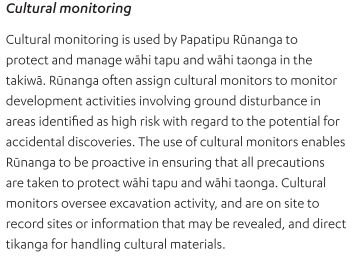 Cultural monitoring
Cultural monitoring is used by Papatipu Rūnanga to
protect and manage wāhi tapu and wāhi taonga in the
takiwā. Rūnanga often assign cultural monitors to monitor
development activities involving ground disturbance in
areas identified as high risk with regard to the potential for
accidental discoveries. The use of cultural monitors enables
Rūnanga to be proactive in ensuring that all precautions
are taken to protect wāhi tapu and wāhi taonga. Cultural
monitors oversee excavation activity, and are on site to
record sites or information that may be revealed, and direct
tikanga for handling cultural materials.